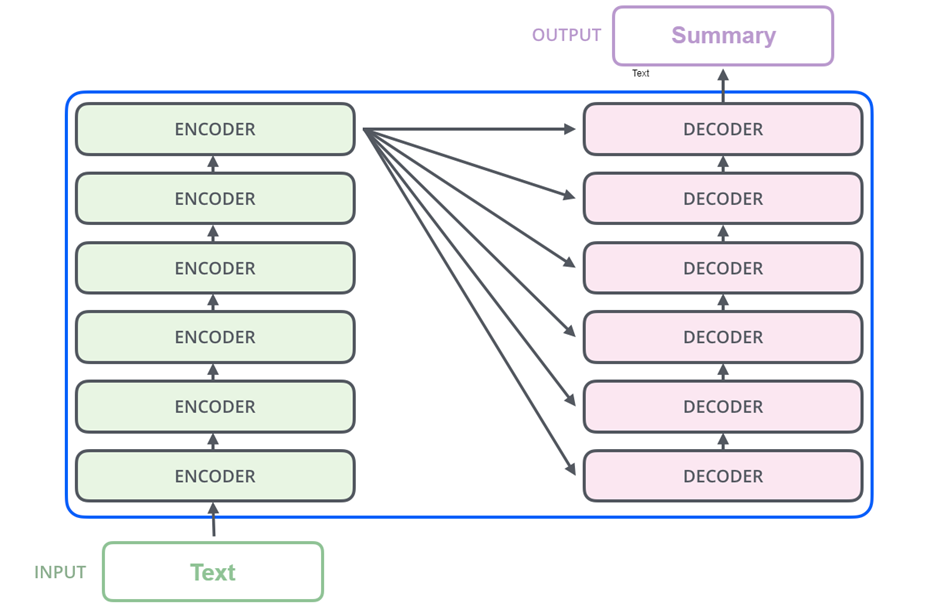 OUTPUT
Summary
Text
ENCODER
DECODER
ENCODER
DECODER
ENCODER
DECODER
ENCODER
DECODER
ENCODER
DECODER
ENCODER
DECODER
INPUT
Text